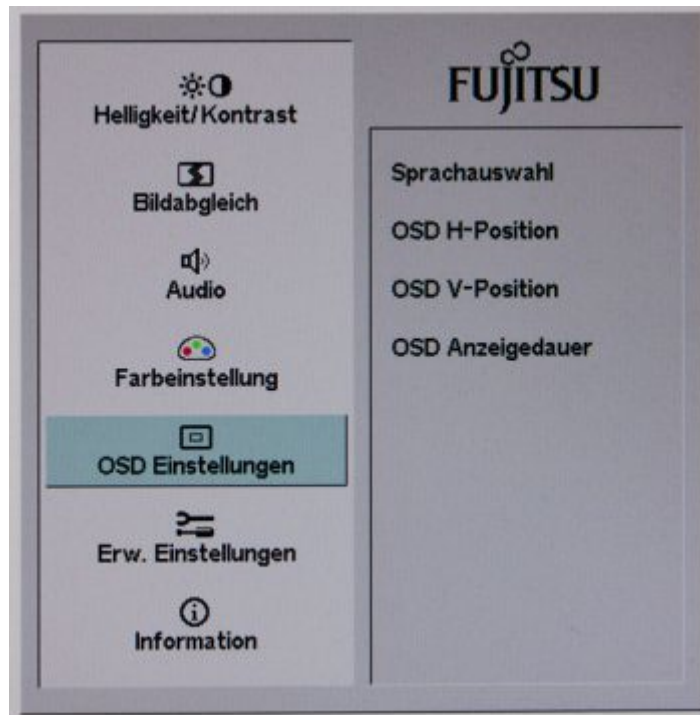 Helligkeit/Kontrast
Bildabgleich
Audio
Farbeinstellung
OSD Einstellungen
Erw. Einstellungen
Information
FUJITSU
Sprachauswahl
OSD H-Position
OSD V-Position
OSD Anzeigedauer